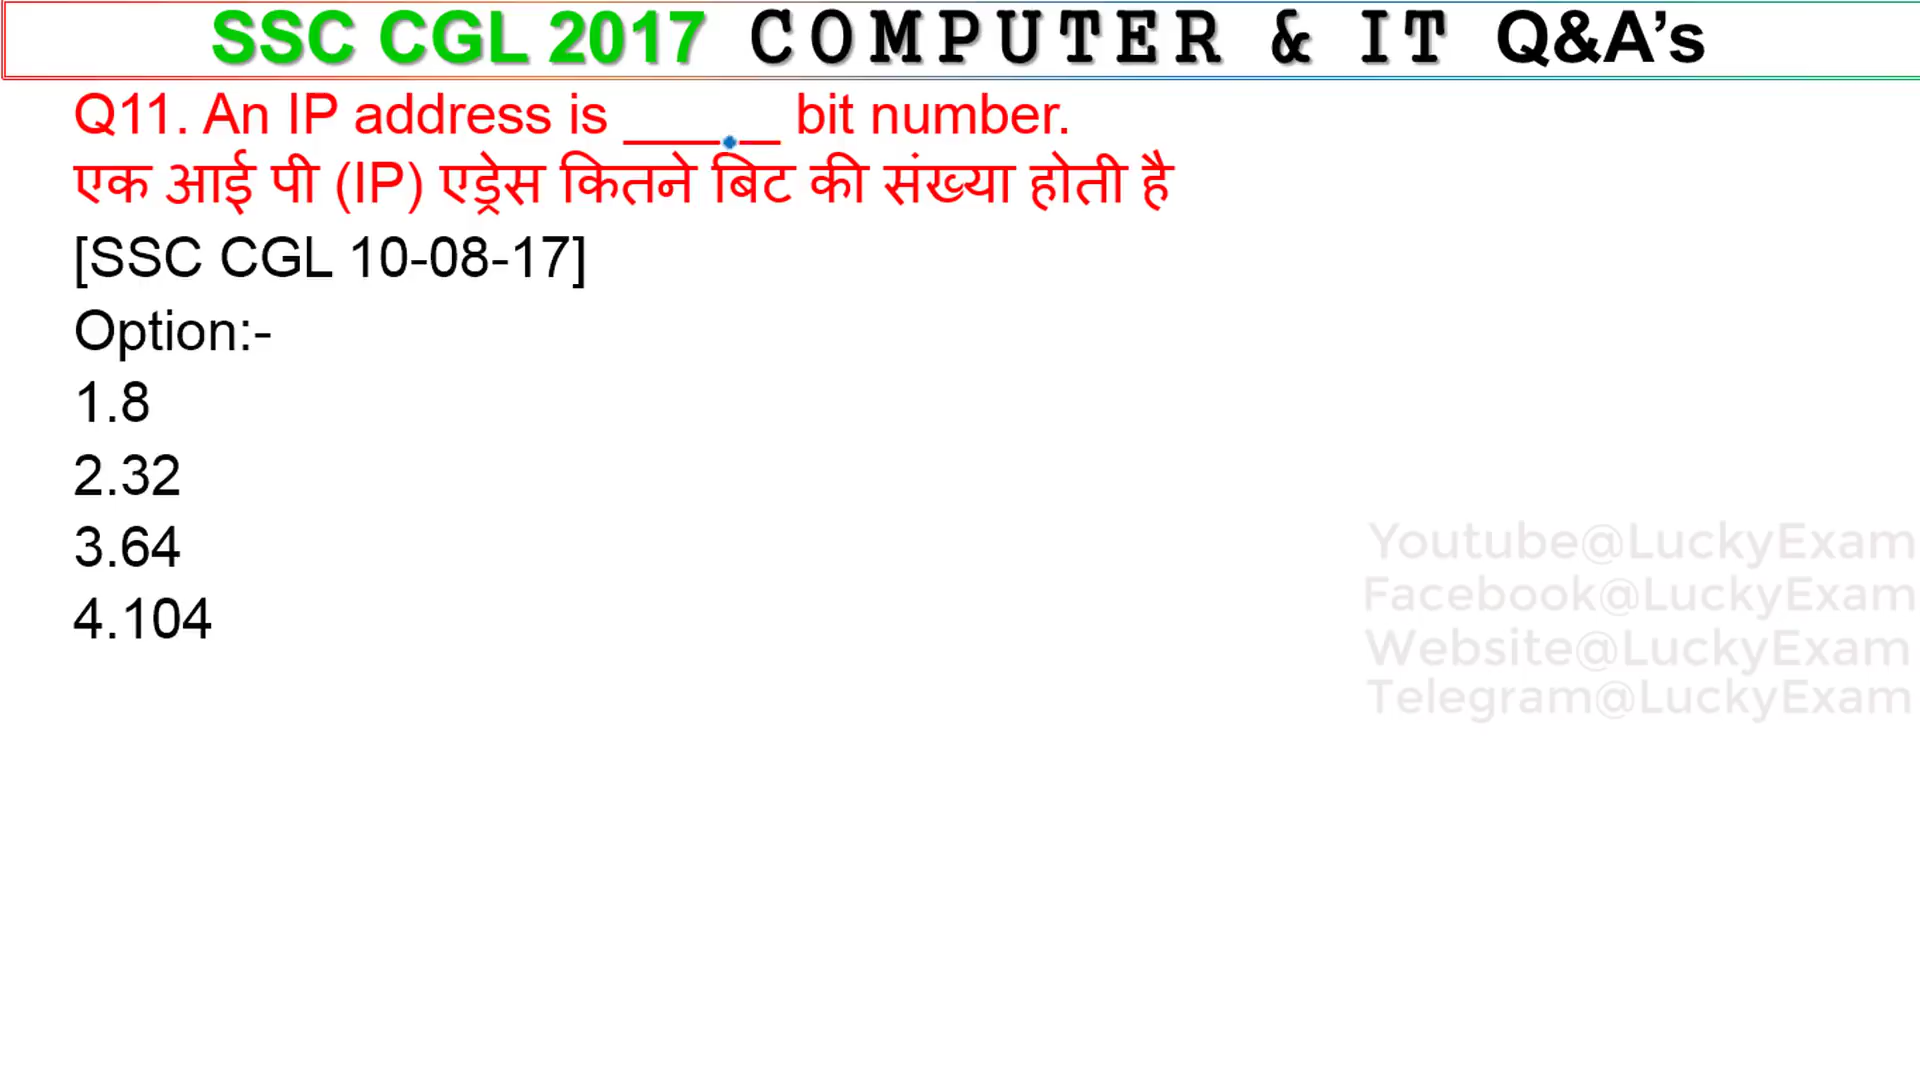 SSC CGL 2017 COMPUTER & IT Q&A’s
Q11. An IP address is ______ bit number.
एक आई पी (IP) एड्रेस कितने बिट की संख्या होती है
[SSC CGL 10-08-17]
Option:-
1.8
2.32
3.64
4.104
Youtube@LuckyExam
Facebook@LuckyExam
Website@LuckyExam
Telegram@LuckyExam